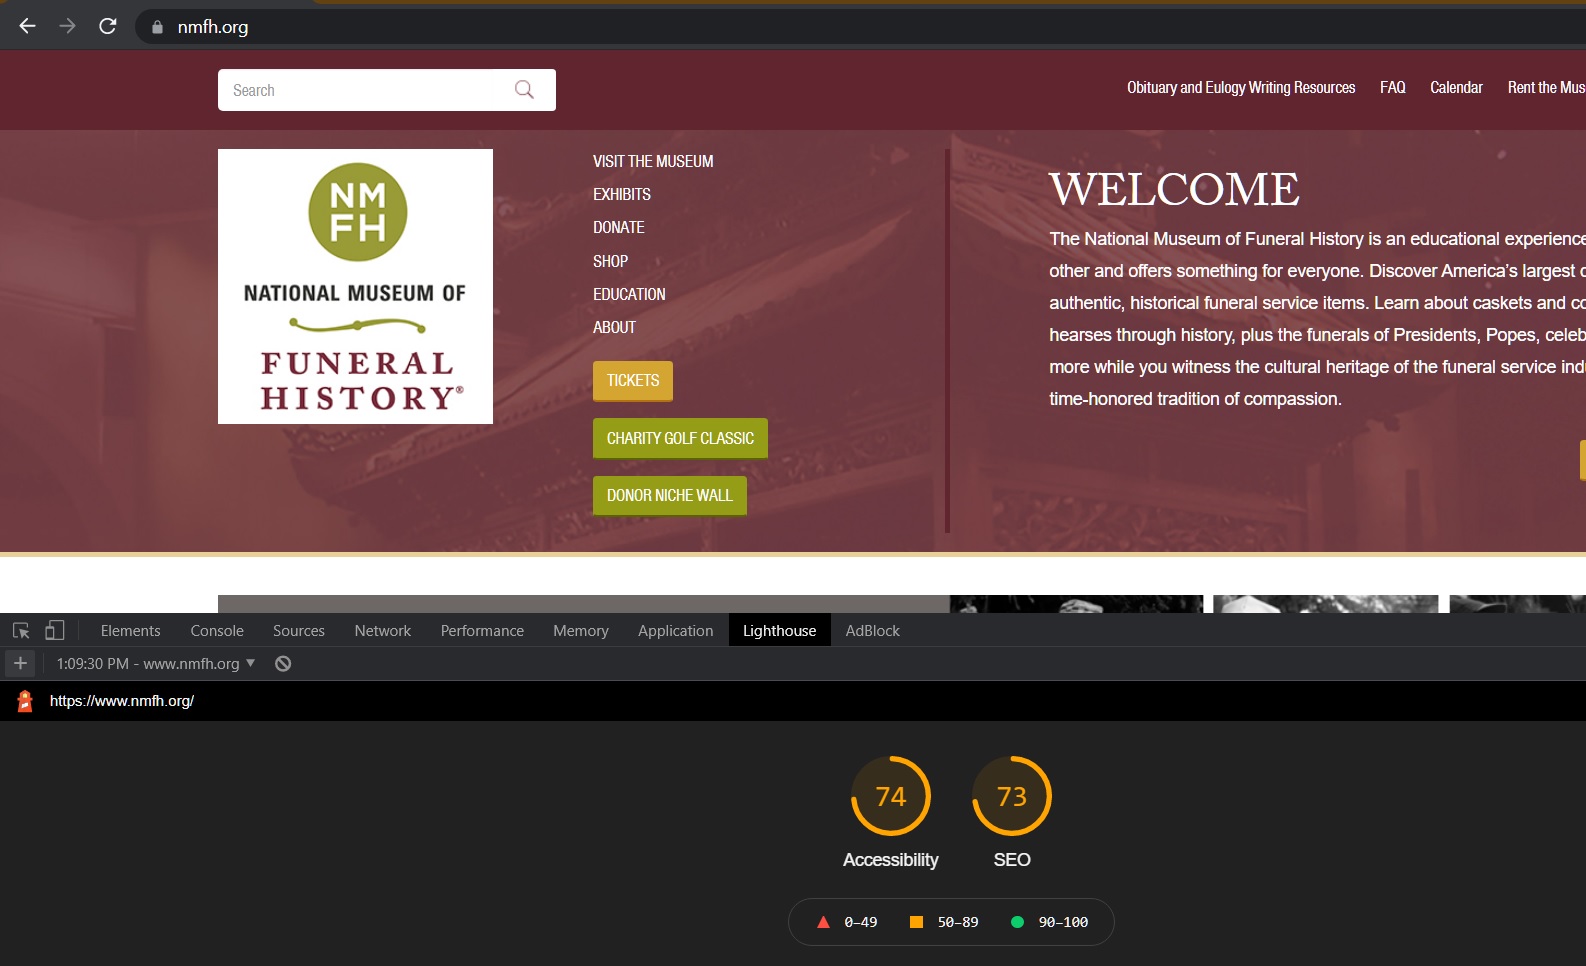 nmfh.org
Search
Obituary and Eulogy Writing Resources FAQ Calendar Rent the
NM
FH
NATIONAL MUSEUM OF
FUNERAL
HISTORY®
VISIT THE MUSEUM
EXHIBITS
DONATE
SHOP
EDUCATION
ABOUT
TICKETS
CHARITY GOLF CLASSIC
DONOR NICHE WALL
WELCOME
The National Museum of Funeral History is an educational experience
other and offers something for everyone. Discover America’s largest
authentic, historical funeral service items. Learn about caskets and
hearses through history, plus the funerals of Presidents, Popes,
more while you witness the cultural heritage of the funeral service
time-honored tradition of compassion.
Elements Console Sources Network Performance Memory Application Lighthouse AdBlock
1:09:30 PM - www.nmfh.org
https://www.nmfh.org/
74 73
Accessibility SEO
0–49 50–89 90–100